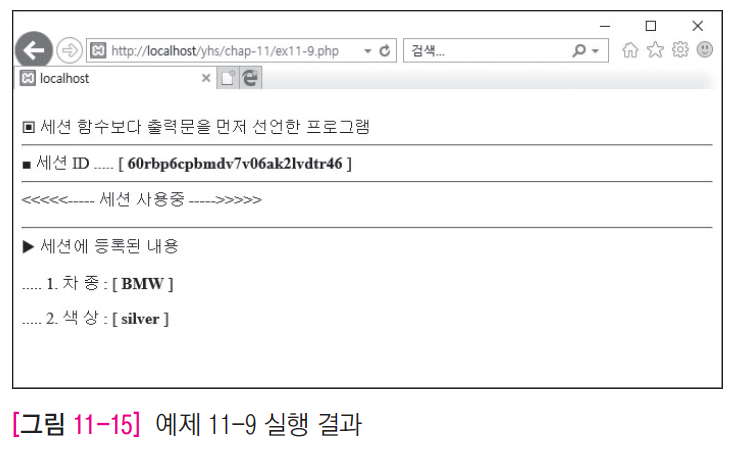 http://localhost/yhs/chap-11/ex11-9.php
검색...
localhost
▣ 세션 함수보다 출력문을 먼저 선언한 프로그램
■ 세션 ID ..... [ 60rbp6cpbmdv7v06ak2lvdtr46 ]
<<<<<----- 세션 사용중 ----->>>>>
▶ 세션에 등록된 내용
..... 1. 차 종 : [ BMW ]
..... 2. 색 상 : [ silver ]
[그림 11-15] 예제 11-9 실행 결과